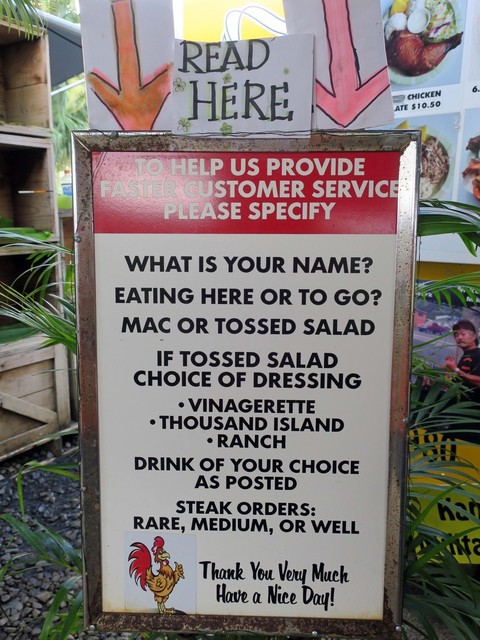 READ
HERE
CHICKEN
ATE $10.50
6.
TO HELP US PROVIDE
FASTER CUSTOMER SERVICE
PLEASE SPECIFY
WHAT IS YOUR NAME?
EATING HERE OR TO GO?
MAC OR TOSSED SALAD
IF TOSSED SALAD
CHOICE OF DRESSING
• VINAGERETTE
• THOUSAND ISLAND
• RANCH
DRINK OF YOUR CHOICE
AS POSTED
STEAK ORDERS:
RARE, MEDIUM, OR WELL
Thank You Very Much
Have a Nice Day!